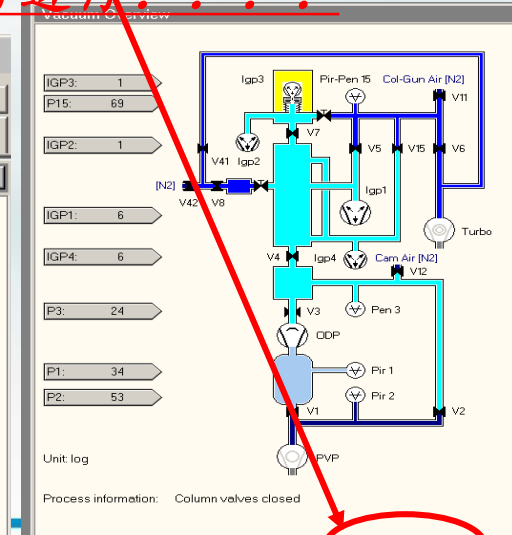 Vacuum Overview
IGP3: 1
P15: 69
IGP2: 1
IGP1: 6
IGP4: 6
P3: 24
P1: 34
P2: 53
Igp3
Pir-Pen 15
Col-Gun Air [N2]
V11
V7
V41
Igp2
V5
V15
V6
[N2]
V42
V8
Igp1
Turbo
V4
Igp4
Cam Air [N2]
V12
V3
Pen 3
ODP
Pir 1
Pir 2
V1
V2
PVP
Unit: log
Process information: Column valves closed